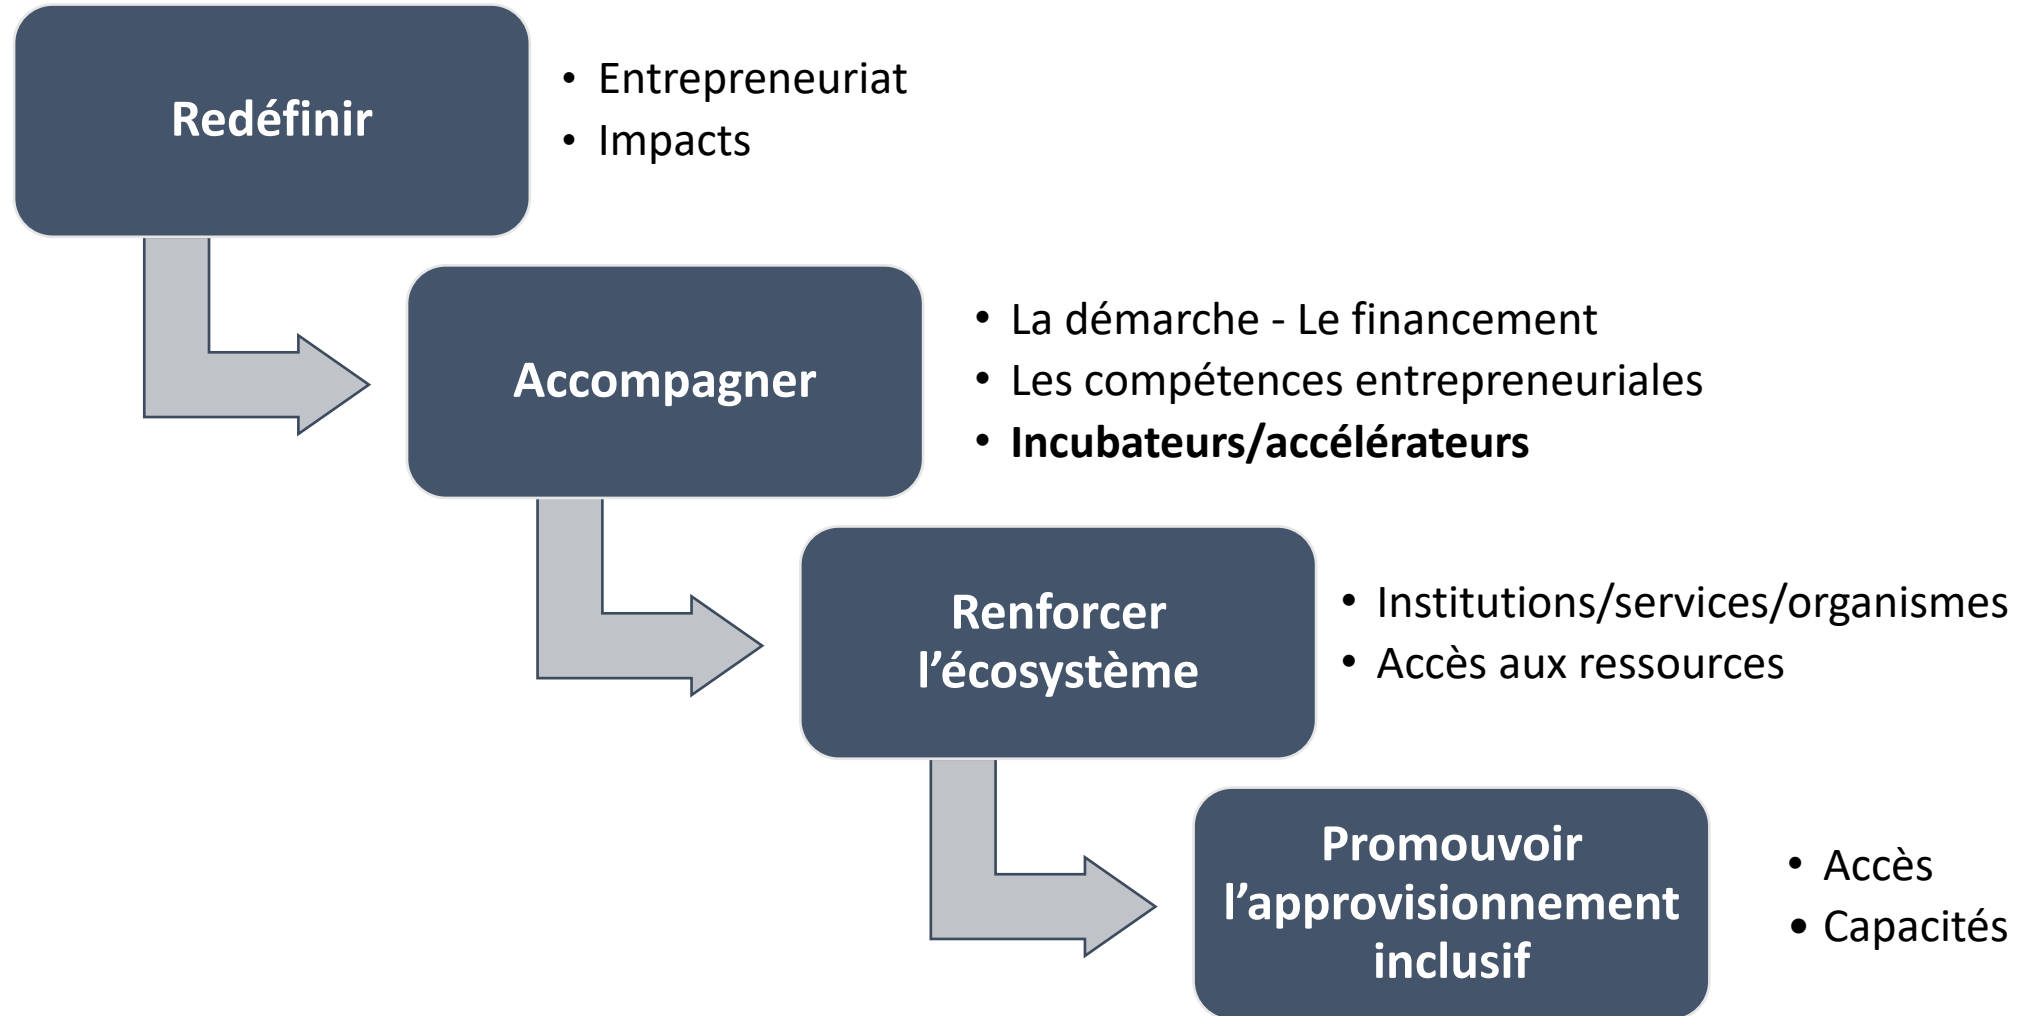 Redéfinir
• Entrepreneuriat
• Impacts
Accompagner
• La démarche - Le financement
• Les compétences entrepreneuriales
• Incubateurs/accélérateurs
Renforcer
l’écosystème
• Institutions/services/organismes
• Accès aux ressources
Promouvoir
l’approvisionnement
inclusif
• Accès
• Capacités